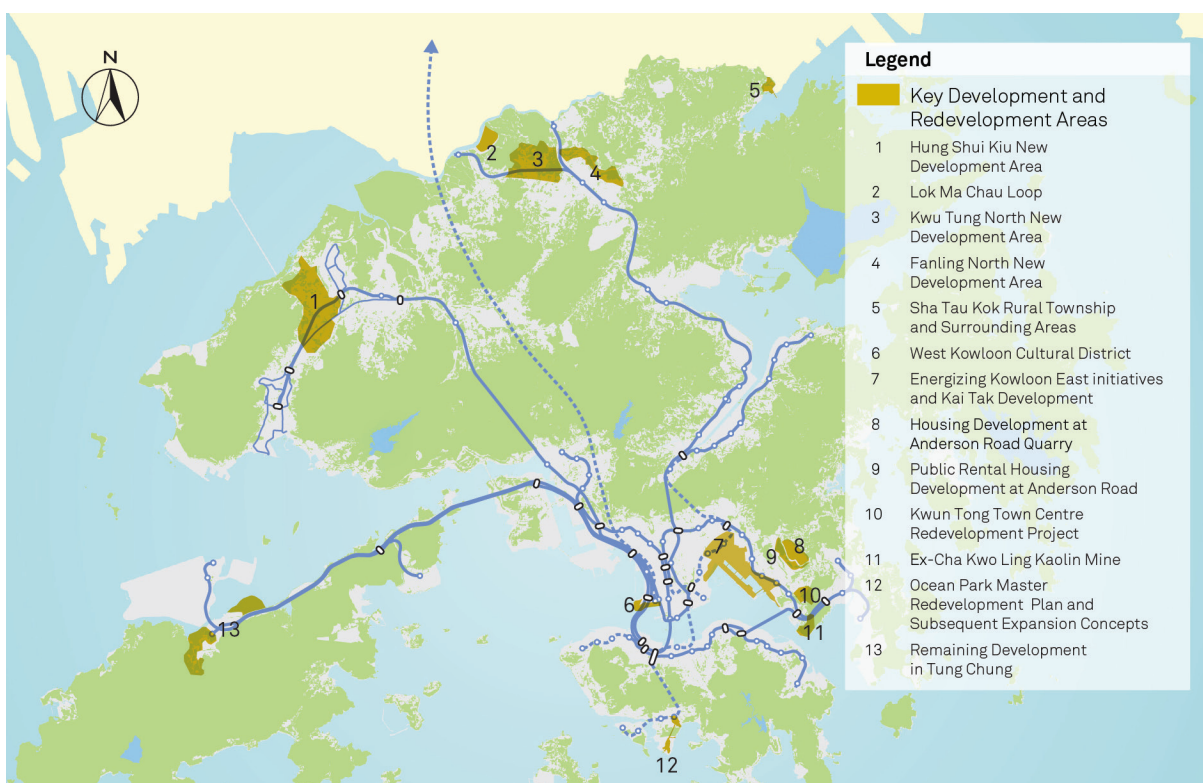 N
Legend
Key Development and
Redevelopment Areas
1 Hung Shui Kiu New
Development Area
2 Lok Ma Chau Loop
3 Kwu Tung North New
Development Area
4 Fanling North New
Development Area
5 Sha Tau Kok Rural Township
and Surrounding Areas
6 West Kowloon Cultural District
7 Energizing Kowloon East initiatives
and Kai Tak Development
8 Housing Development at
Anderson Road Quarry
9 Public Rental Housing
Development at Anderson Road
10 Kwun Tong Town Centre
Redevelopment Project
11 Ex-Cha Kwo Ling Kaolin Mine
12 Ocean Park Master
Redevelopment Plan and
Subsequent Expansion Concepts
13 Remaining Development
in Tung Chung
5
2
3
4
1
7
8
9
6
10
11
13
12